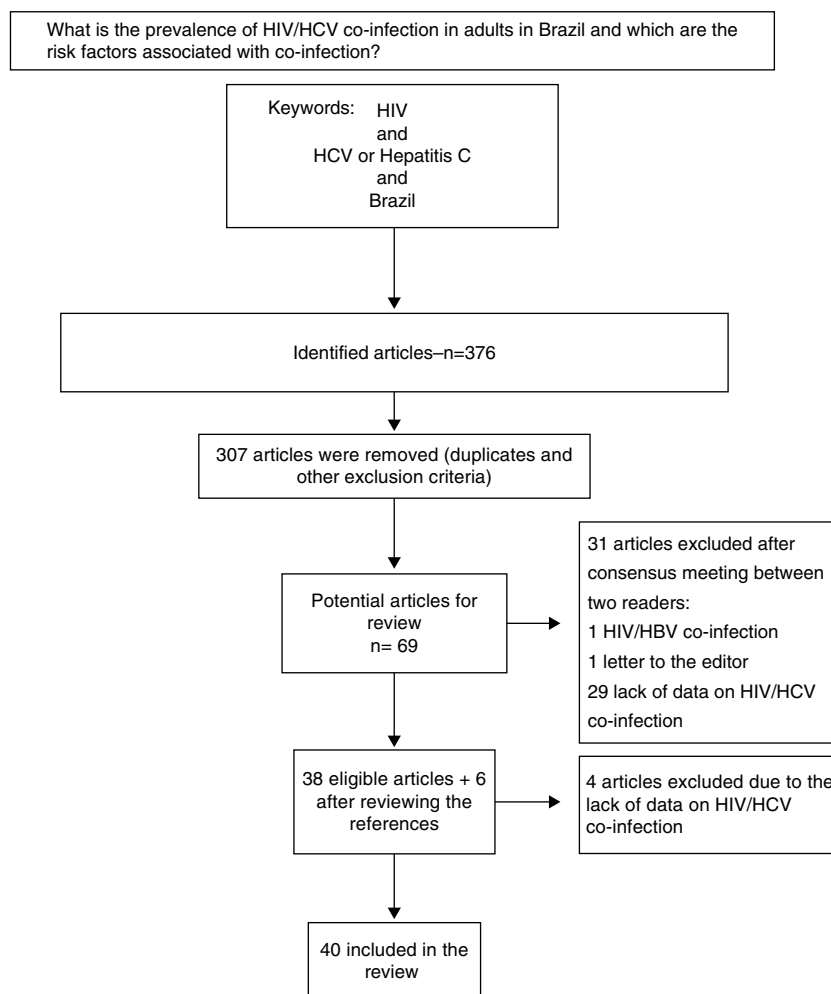 What is the prevalence of HIV/HCV co-infection in adults in Brazil and which are the
risk factors associated with co-infection?
Keywords: HIV
and
HCV or Hepatitis C
and
Brazil
Identified articles–n=376
307 articles were removed (duplicates and
other exclusion criteria)
Potential articles for
review
n= 69
31 articles excluded after
consensus meeting between
two readers:
1 HIV/HBV co-infection
1 letter to the editor
29 lack of data on HIV/HCV
co-infection
38 eligible articles + 6
after reviewing the
references
4 articles excluded due to the
lack of data on HIV/HCV
co-infection
40 included in the
review